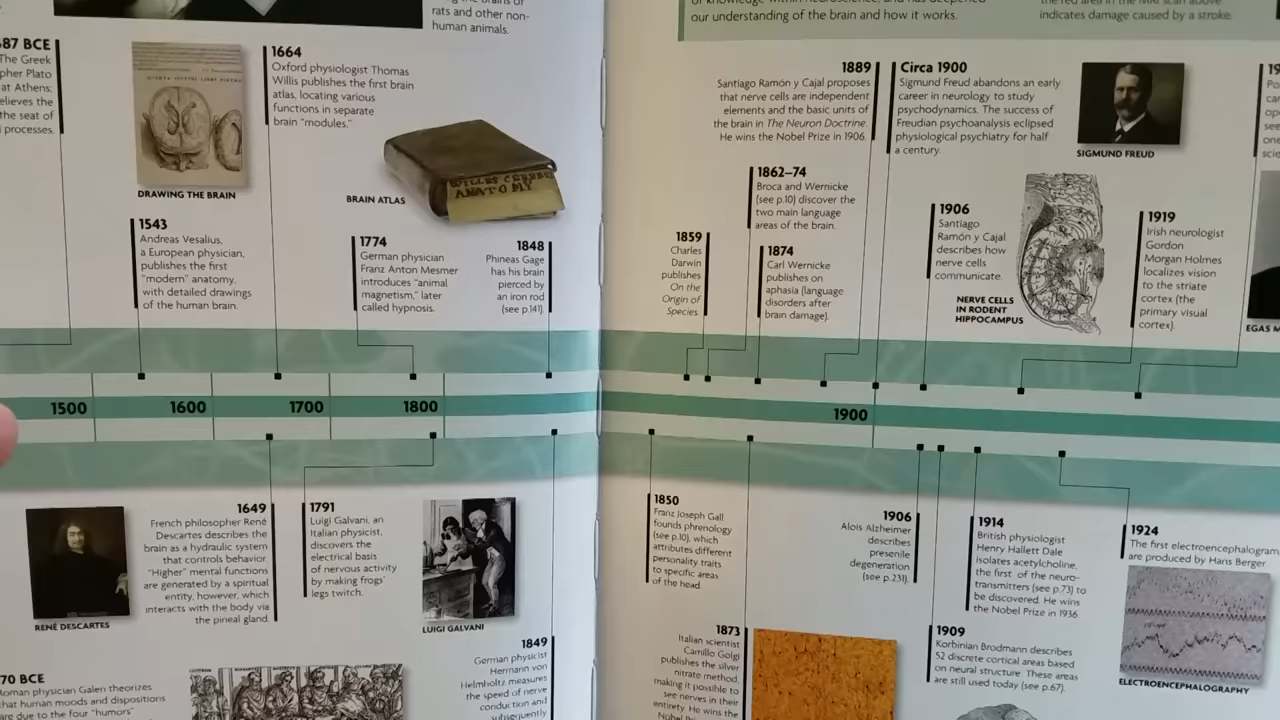 rats and other non-
human animals.
87 BCE
The Greek
pher Plato
at Athens;
elieves the
the seat of
processes.
DRAWING THE BRAIN
1664
Oxford physiologist Thomas
Willis publishes the first brain
atlas, locating various
functions in separate
brain “modules.”
WILLIS CEREBRI
ANATOMY
BRAIN ATLAS
1543
Andreas Vesalius,
a European physician,
publishes the first
“modern” anatomy,
with detailed drawings
of the human brain.
1774
German physician
Franz Anton Mesmer
introduces “animal
magnetism,” later
called hypnosis.
1848
Phineas Gage
has his brain
pierced by
an iron rod
(see p.141).
1500
1600
1700
1800
RENÉ DESCARTES
1649
French philosopher René
Descartes describes the
brain as a hydraulic system
that controls behavior.
“Higher” mental functions
are generated by a spiritual
entity, however, which
interacts with the body via
the pineal gland.
1791
Luigi Galvani, an
Italian physicist,
discovers the
electrical basis
of nervous activity
by making frogs’
legs twitch.
LUIGI GALVANI
70 BCE
Roman physician Galen theorizes
that human moods and dispositions
are due to the four “humors”
1849
German physicist
Hermann von
Helmholtz measures
the speed of nerve
conduction and
subsequently
our understanding of the brain and how it works.
the red area in the MRI scan above
indicates damage caused by a stroke.
1889
Santiago Ramón y Cajal proposes
that nerve cells are independent
elements and the basic units of
the brain in The Neuron Doctrine.
He wins the Nobel Prize in 1906.
Circa 1900
Sigmund Freud abandons an early
career in neurology to study
psychodynamics. The success of
Freudian psychoanalysis eclipsed
physiological psychiatry for half
a century.
SIGMUND FREUD
1862–74
Broca and Wernicke
(see p.10) discover the
two main language
areas of the brain.
1859
Charles
Darwin
publishes
On the
Origin of
Species.
1874
Carl Wernicke
publishes on
aphasia (language
disorders after
brain damage).
1906
Santiago
Ramón y Cajal
describes how
nerve cells
communicate.
NERVE CELLS
IN RODENT
HIPPOCAMPUS
1919
Irish neurologist
Gordon
Morgan Holmes
localizes vision
to the striate
cortex (the
primary visual
cortex).
EGAS M
1900
1850
Franz Joseph Gall
founds phrenology
(see p.10), which
attributes different
personality traits
to specific areas
of the head.
1906
Alois Alzheimer
describes
presenile
degeneration
(see p.231).
1914
British physiologist
Henry Hallett Dale
isolates acetylcholine,
the first of the neuro-
transmitters (see p.73) to
be discovered. He wins
the Nobel Prize in 1936
1924
The first electroencephalogram
are produced by Hans Berger
ELECTROENCEPHALOGRAPHY
1873
Italian scientist
Camillo Golgi
publishes the silver
nitrate method,
making it possible to
see nerves in their
entirety. He wins the
1909
Korbinian Brodmann describes
52 discrete cortical areas based
on neural structure. These areas
are still used today (see p.67).